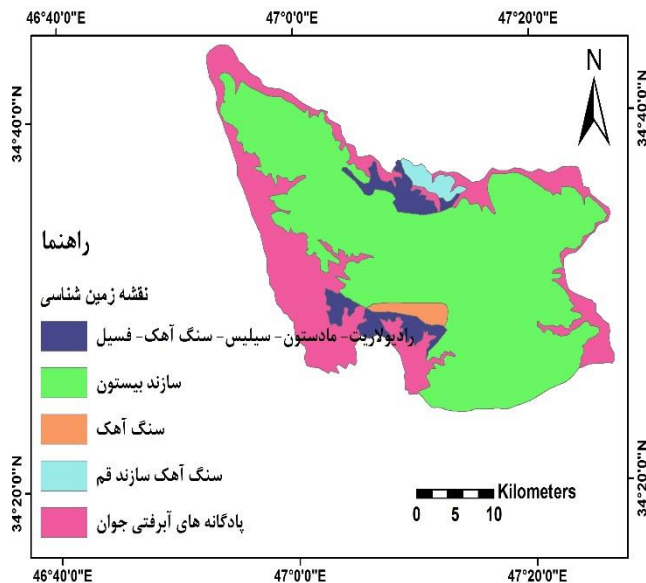 46°40'0"E 47°0'0"E 47°20'0"E
N
34°40'0"N 34°40'0"N
راهنما
نقشه زمین شناسی
رادیولاریت- مادستون- سیلیس- سنگ آهک- فسیل
سازند بیستون
سنگ آهک
سنگ آهک سازند قم
پادگانه های آبرفتی جوان
Kilometers
0 5 10
34°20'0"N 34°20'0"N
46°40'0"E 47°0'0"E 47°20'0"E